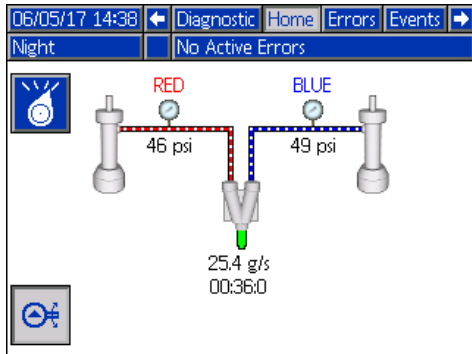 06/05/17 14:38 Diagnostic Home Errors Events
Night No Active Errors
RED BLUE
46 psi 49 psi
25.4 g/s
00:36:0